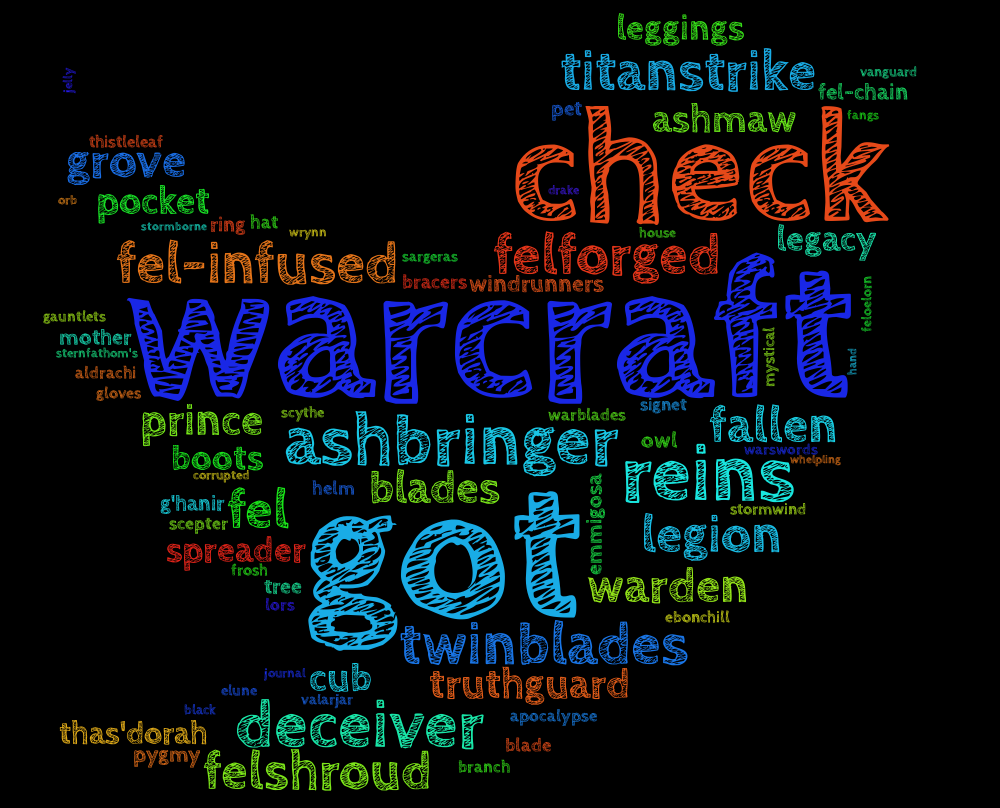 leggings
titanstrike
vanguard
jelly
fel-chain
pet
ashmaw
fangs
check
thistleleaf
grove
drake
orb
pocket
stormborne
ring
hat
wrynn
house
legacy
fel-infused
sargeras
felforged
bracers
windrunners
warcraft
feloelorn
gauntlets
mother
sternfathom's
mystical
hand
aldrachi
gloves
prince
scythe
ashbringer
warblades
signet
fallen
owl
warswords
whelpling
boots
corrupted
helm
blades
reins
g'hanir
scepter
fel
stormwind
emmigosa
legion
spreader
got
frosh
tree
lors
warden
ebonchill
twinblades
journal
cub
truthguard
elune
valarjar
black
deceiver
apocalypse
thas'dorah
pygmy
felshroud
blade
branch